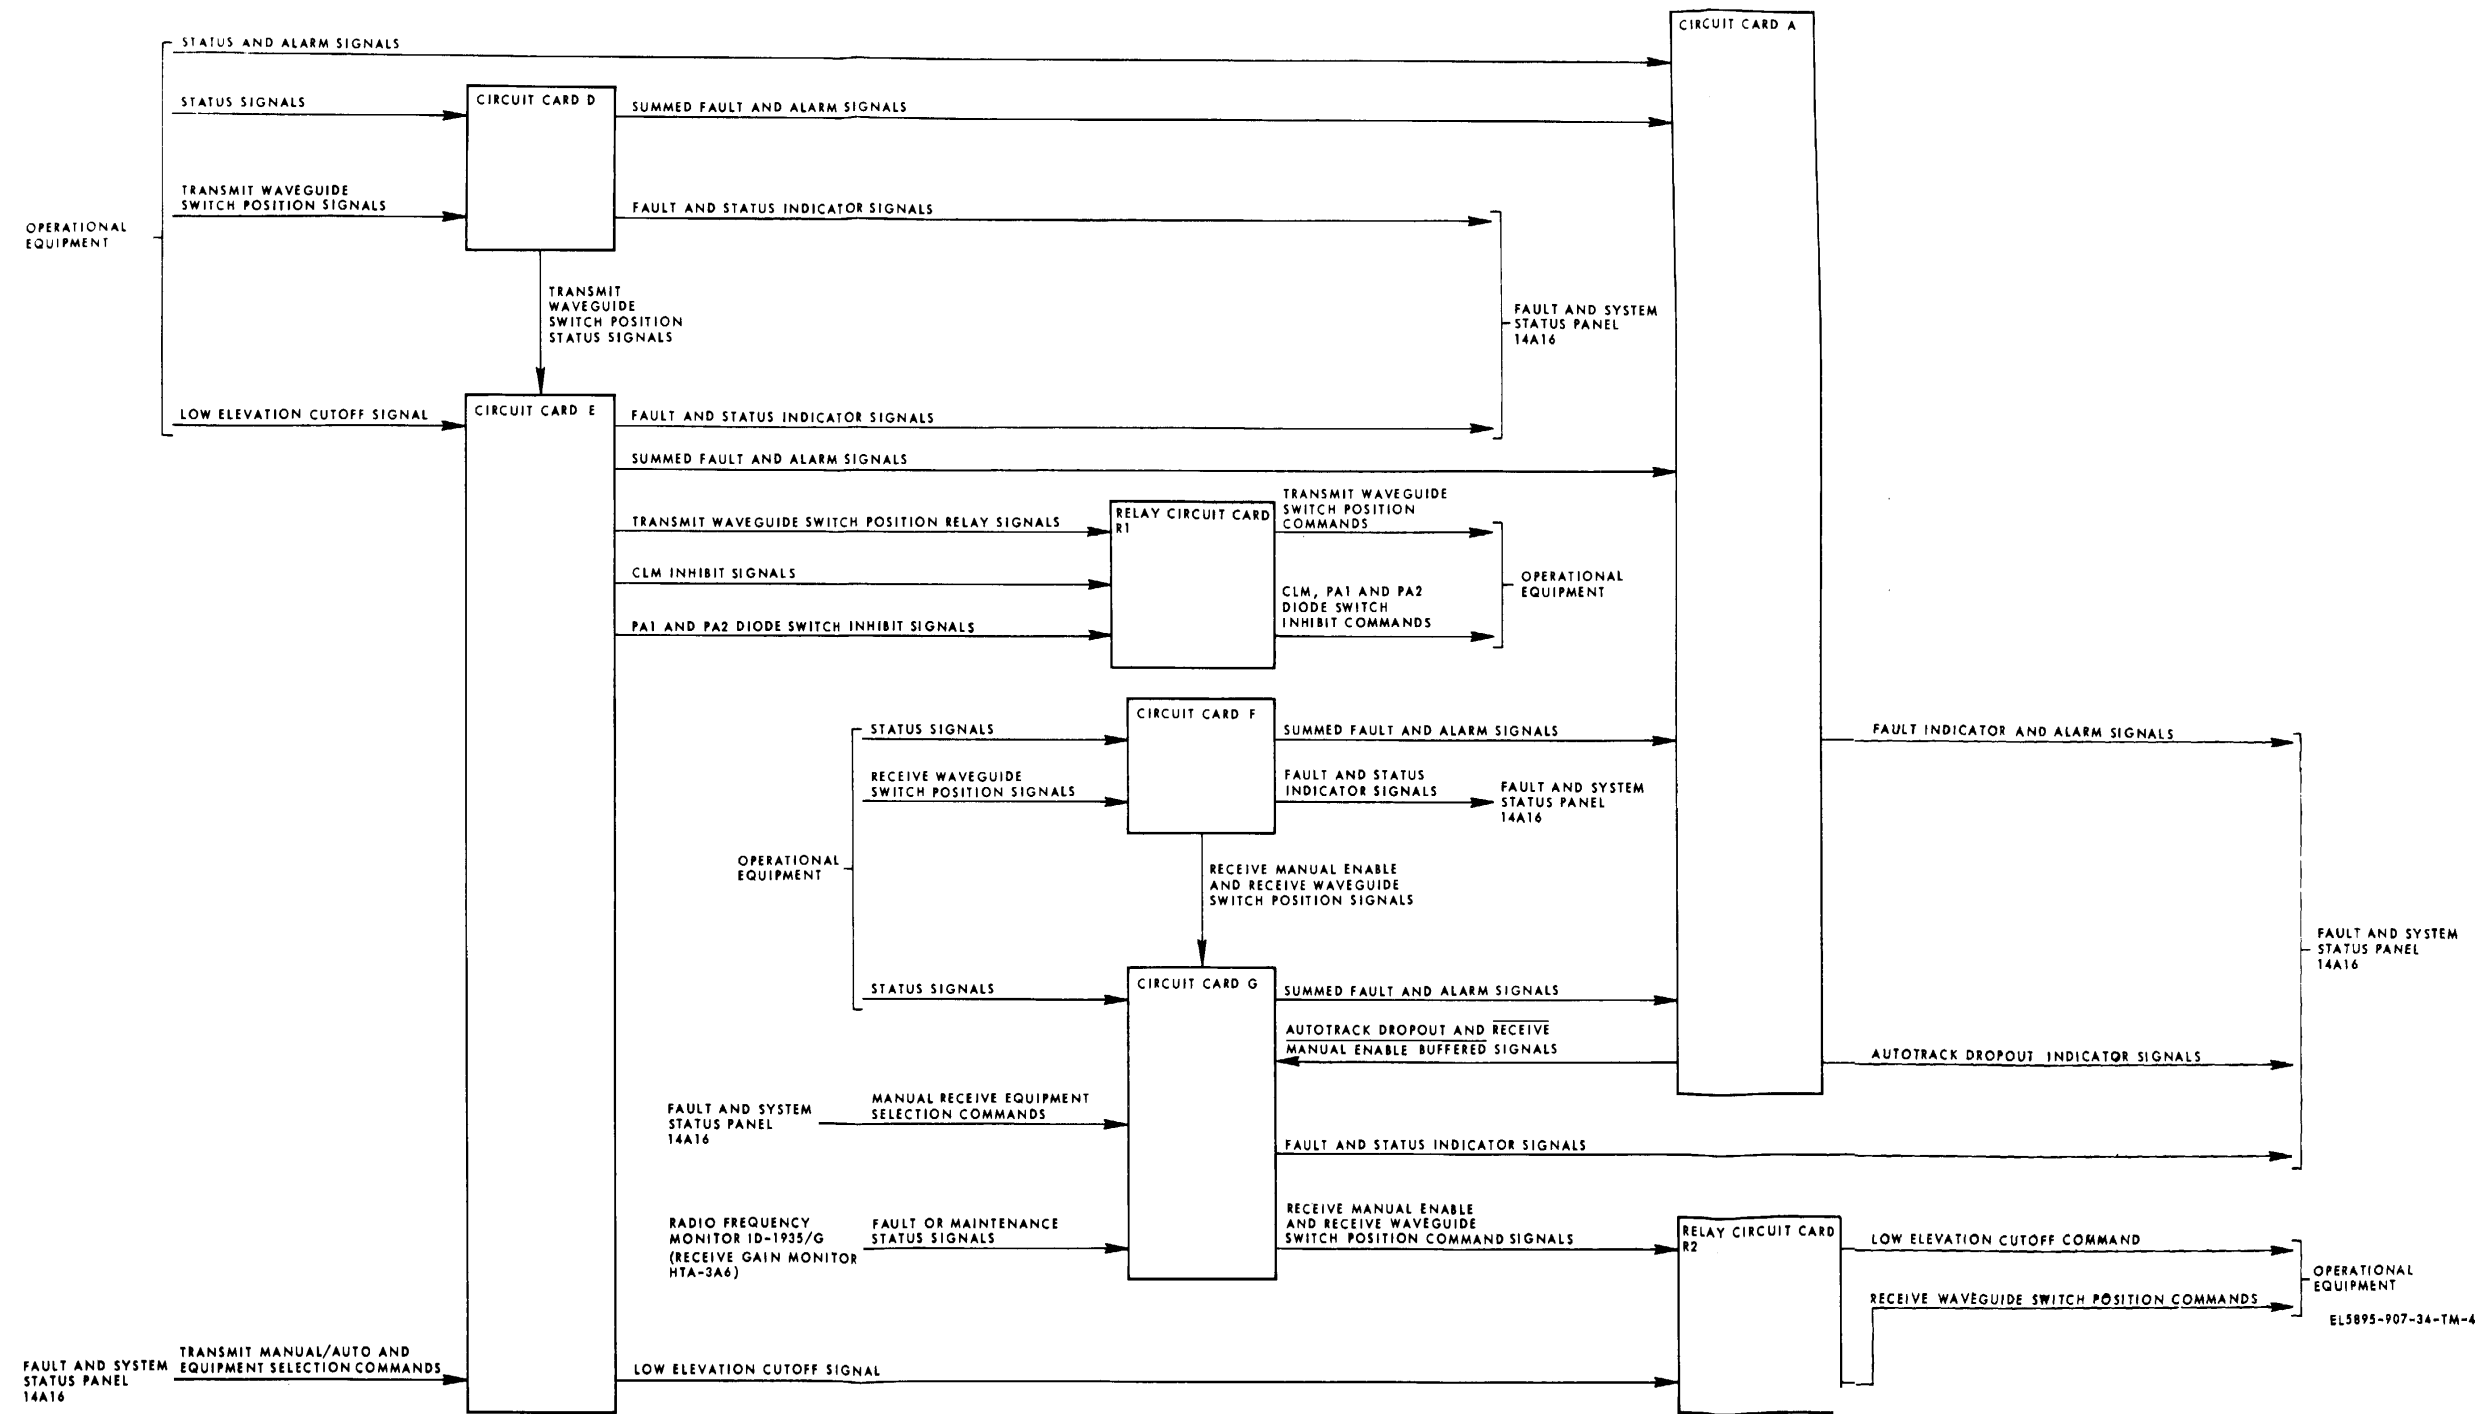 CIRCUIT CARD A
STATUS AND ALARM SIGNALS
STATUS SIGNALS
CIRCUIT CARD D
SUMMED FAULT AND ALARM SIGNALS
TRANSMIT WAVEGUIDE
SWITCH POSITION SIGNALS
FAULT AND STATUS INDICATOR SIGNALS
OPERATIONAL
EQUIPMENT
TRANSMIT
WAVEGUIDE
SWITCH POSITION
STATUS SIGNALS
FAULT AND SYSTEM
STATUS PANEL
14A16
LOW ELEVATION CUTOFF SIGNAL
CIRCUIT CARD E
FAULT AND STATUS INDICATOR SIGNALS
SUMMED FAULT AND ALARM SIGNALS
TRANSMIT WAVEGUIDE SWITCH POSITION RELAY SIGNALS
RELAY CIRCUIT CARD
R1
TRANSMIT WAVEGUIDE
SWITCH POSITION
COMMANDS
CLM INHIBIT SIGNALS
OPERATIONAL
EQUIPMENT
CLM, PA1 AND PA2
DIODE SWITCH
INHIBIT COMMANDS
PA1 AND PA2 DIODE SWITCH INHIBIT SIGNALS
STATUS SIGNALS
CIRCUIT CARD F
SUMMED FAULT AND ALARM SIGNALS
FAULT INDICATOR AND ALARM SIGNALS
RECEIVE WAVEGUIDE
SWITCH POSITION SIGNALS
FAULT AND STATUS
INDICATOR SIGNALS
FAULT AND SYSTEM
STATUS PANEL
14A16
OPERATIONAL
EQUIPMENT
RECEIVE MANUAL ENABLE
AND RECEIVE WAVEGUIDE
SWITCH POSITION SIGNALS
FAULT AND SYSTEM
STATUS PANEL
14A16
STATUS SIGNALS
CIRCUIT CARD G
SUMMED FAULT AND ALARM SIGNALS
AUTOTRACK DROPOUT AND RECEIVE
MANUAL ENABLE BUFFERED SIGNALS
AUTOTRACK DROPOUT INDICATOR SIGNALS
FAULT AND SYSTEM
STATUS PANEL
14A16
MANUAL RECEIVE EQUIPMENT
SELECTION COMMANDS
FAULT AND STATUS INDICATOR SIGNALS
RADIO FREQUENCY
MONITOR ID-1935/G
(RECEIVE GAIN MONITOR
HTA-3A6)
FAULT OR MAINTENANCE
STATUS SIGNALS
RECEIVE MANUAL ENABLE
AND RECEIVE WAVEGUIDE
SWITCH POSITION COMMAND SIGNALS
RELAY CIRCUIT CARD
R2
LOW ELEVATION CUTOFF COMMAND
OPERATIONAL
EQUIPMENT
RECEIVE WAVEGUIDE SWITCH POSITION COMMANDS
EL5895-907-34-TM-4
FAULT AND SYSTEM
STATUS PANEL
14A16
TRANSMIT MANUAL/AUTO AND
EQUIPMENT SELECTION COMMANDS
LOW ELEVATION CUTOFF SIGNAL